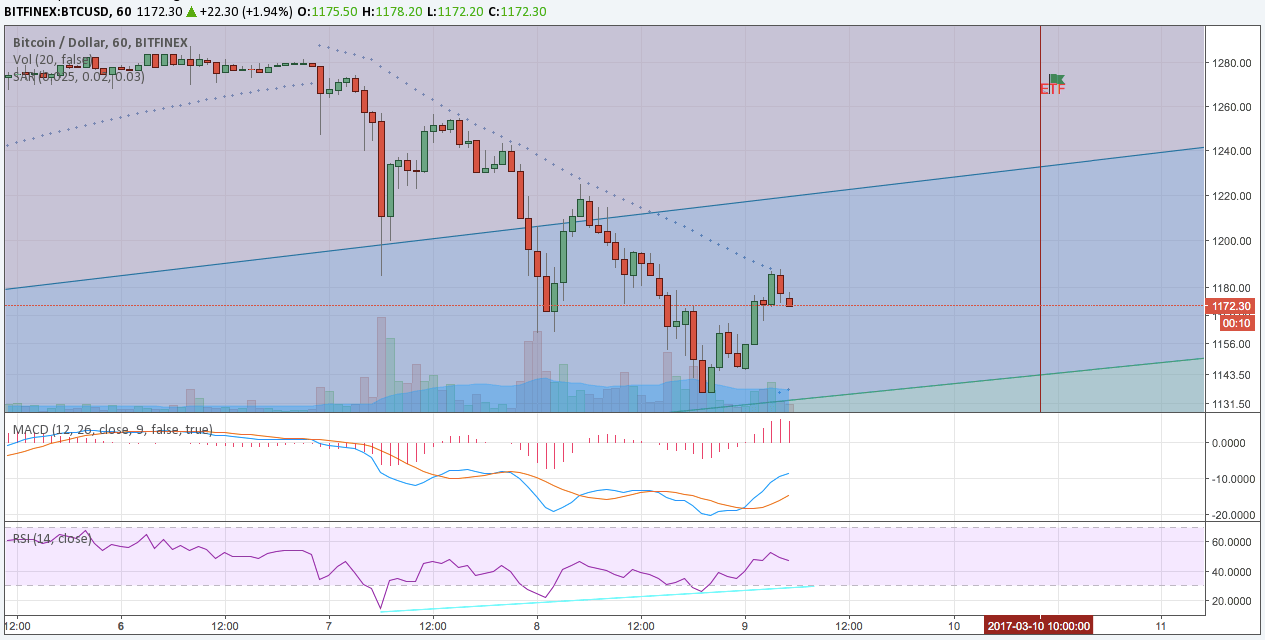 BITFINEX:BTCUSD, 60 1172.30 ▲ +22.30 (+1.94%) O:1175.50 H:1178.20 L:1172.20 C:1172.30
Bitcoin / Dollar, 60, BITFINEX
Vol (20, false)
SAR (0.025, 0.02, 0.03)
ETF
1280.00
1260.00
1240.00
1220.00
1200.00
1180.00
1172.30
00:10
1156.00
1143.50
1131.50
MACD (12, 26, close, 9, false, true)
0.0000
-10.0000
-20.0000
RSI (14, close)
60.0000
40.0000
20.0000
12:00 6 12:00 7 12:00 8 12:00 9 12:00 10 2017-03-10 10:00:00 11